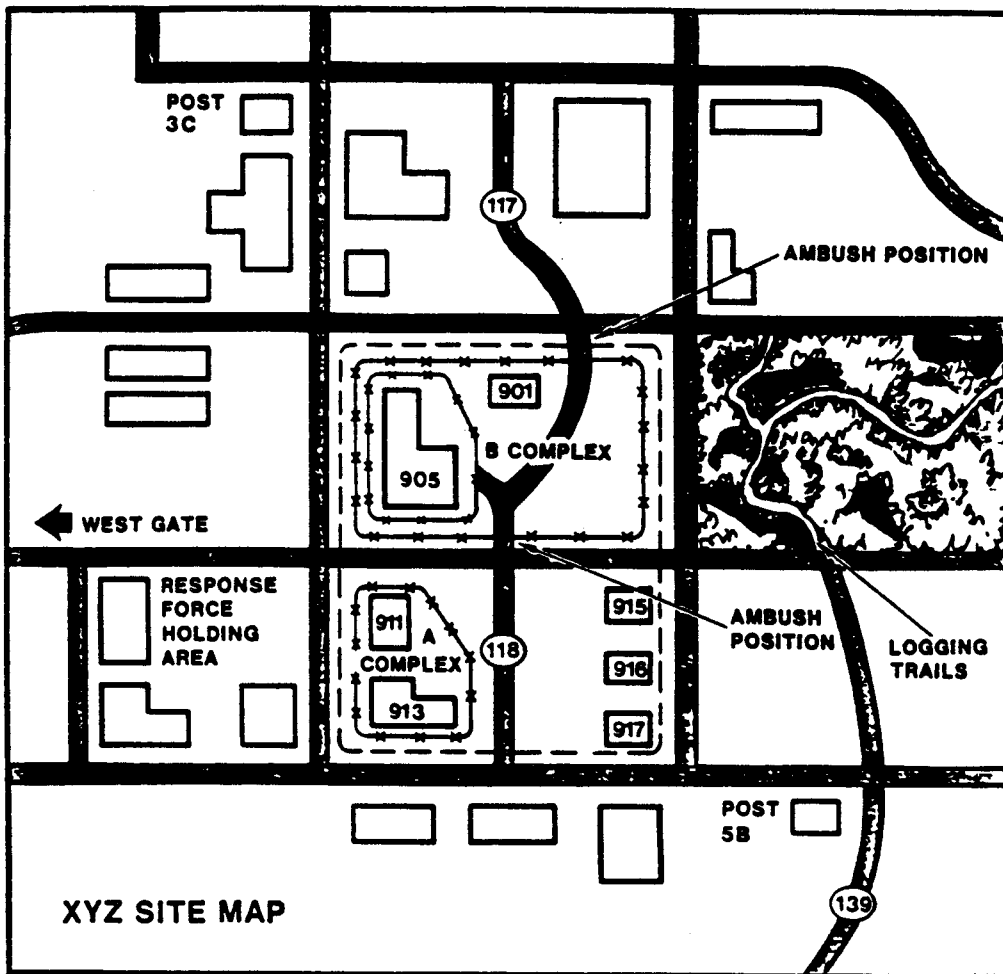 POST
3C
117
AMBUSH POSITION
901
B COMPLEX
905
WEST GATE
RESPONSE
FORCE
HOLDING
AREA
911
A
COMPLEX
913
118
915
916
917
AMBUSH
POSITION
LOGGING
TRAILS
POST
5B
139
XYZ SITE MAP